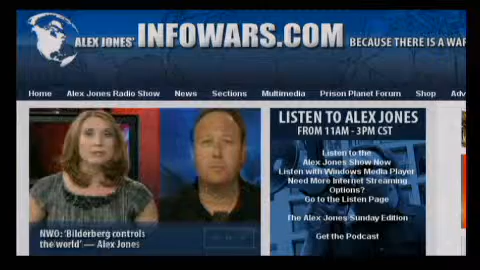 ALEX JONES' INFOWARS.COM BECAUSE THERE IS A WAR
Home Alex Jones Radio Show News Sections Multimedia Prison Planet Forum Shop Adv
LISTEN TO ALEX JONES
FROM 11AM - 3PM CST
Listen to the
Alex Jones Show Now
Listen with Windows Media Player
Need More Internet Streaming
Options?
Go to the Listen Page
The Alex Jones Sunday Edition
Get the Podcast
NWO: 'Bilderberg controls
the world' — Alex Jones